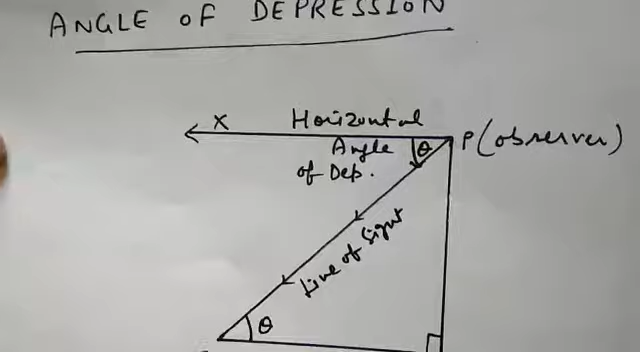 ANGLE OF DEPRESSION
X Horizontal
P(observer)
Angle θ
of Dep.
Line of Sight
θ